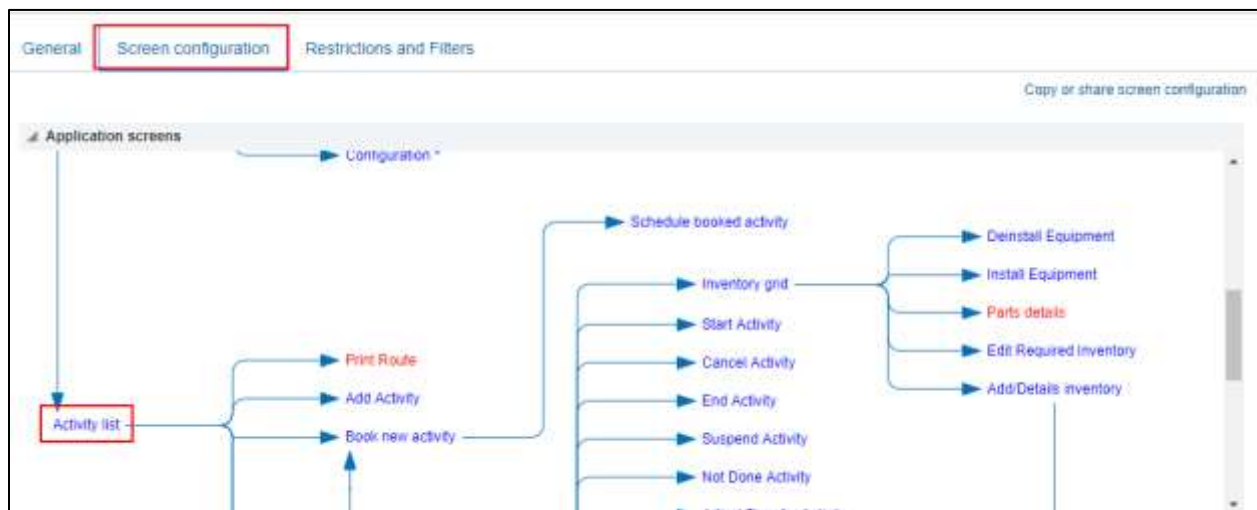 General Screen configuration Restrictions and Filters
Copy or share screen configuration
Application screens
Configuration *
Schedule booked activity
Deinstall Equipment
Inventory grid
Install Equipment
Start Activity
Parts details
Print Route
Cancel Activity
Edit Required Inventory
Add Activity
End Activity
Add/Details inventory
Activity list
Book new activity
Suspend Activity
Not Done Activity